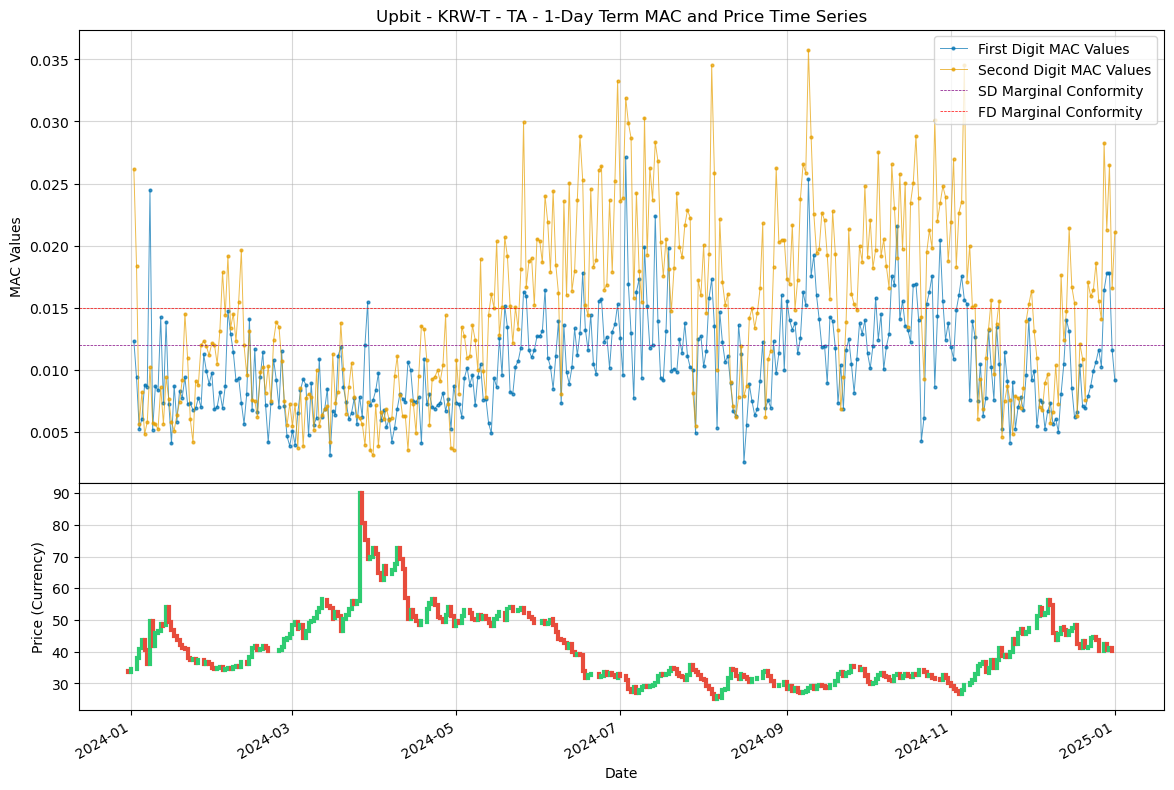 Upbit - KRW-T - TA - 1-Day Term MAC and Price Time Series
First Digit MAC Values
Second Digit MAC Values
SD Marginal Conformity
FD Marginal Conformity
MAC Values
0.035
0.030
0.025
0.020
0.015
0.010
0.005
Price (Currency)
90
80
70
60
50
40
30
2024-01
2024-03
2024-05
2024-07
2024-09
2024-11
2025-01
Date